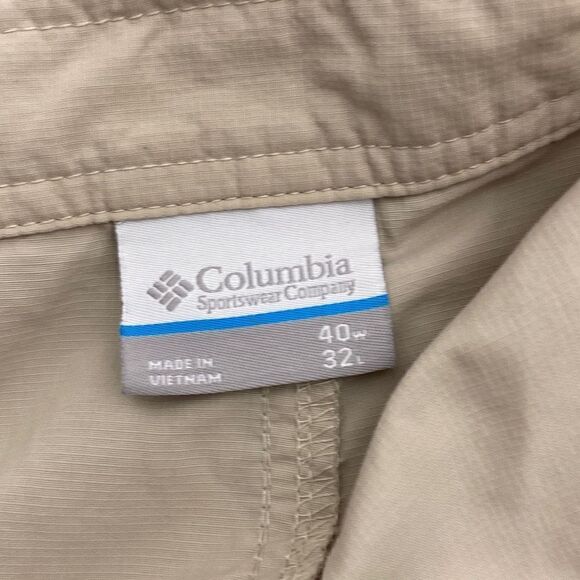 Columbia
Sportswear Company
40W
32L
MADE IN
VIETNAM